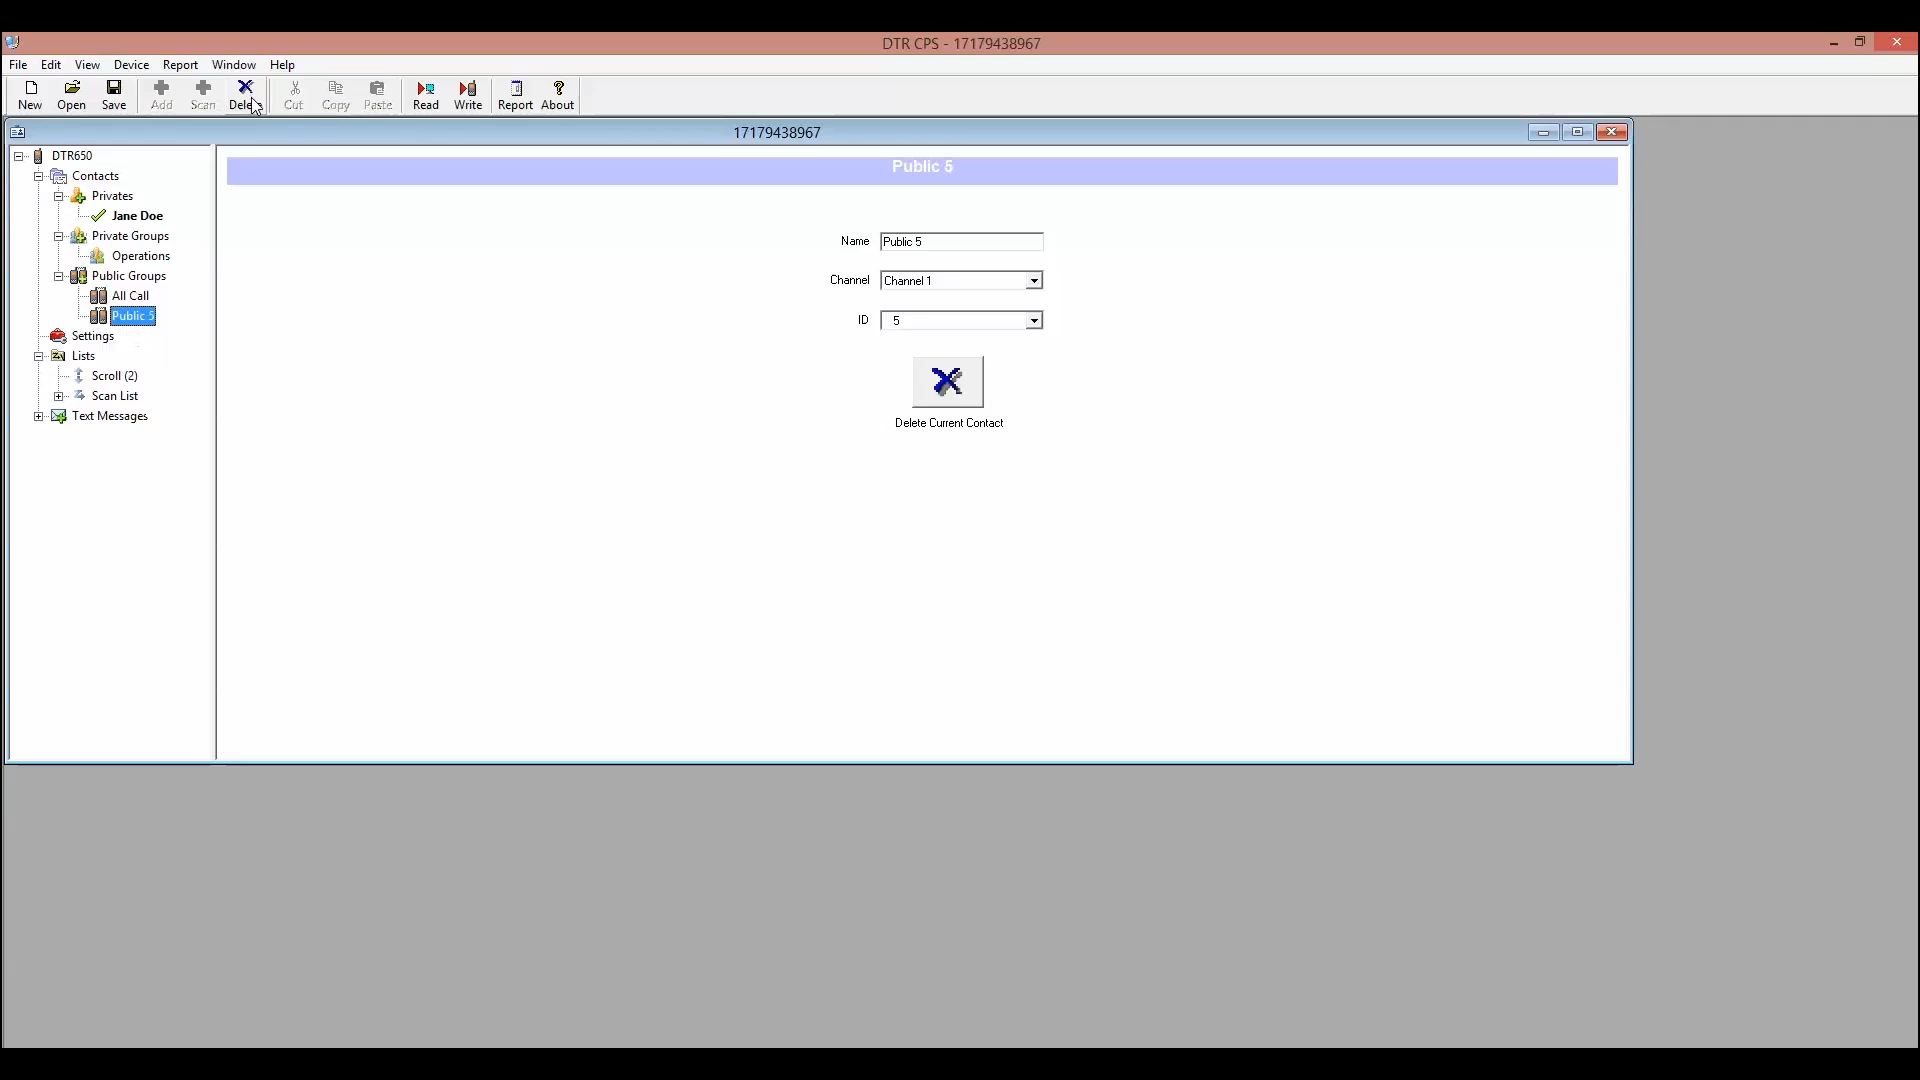 DTR CPS - 17179438967
File Edit View Device Report Window Help
New Open Save Add Scan Delete Cut Copy Paste Read Write Report About
17179438967
DTR650
Contacts
Privates
Jane Doe
Private Groups
Operations
Public Groups
All Call
Public 5
Settings
Lists
Scroll (2)
Scan List
Text Messages
Public 5
Name Public 5
Channel Channel 1
ID 5
Delete Current Contact